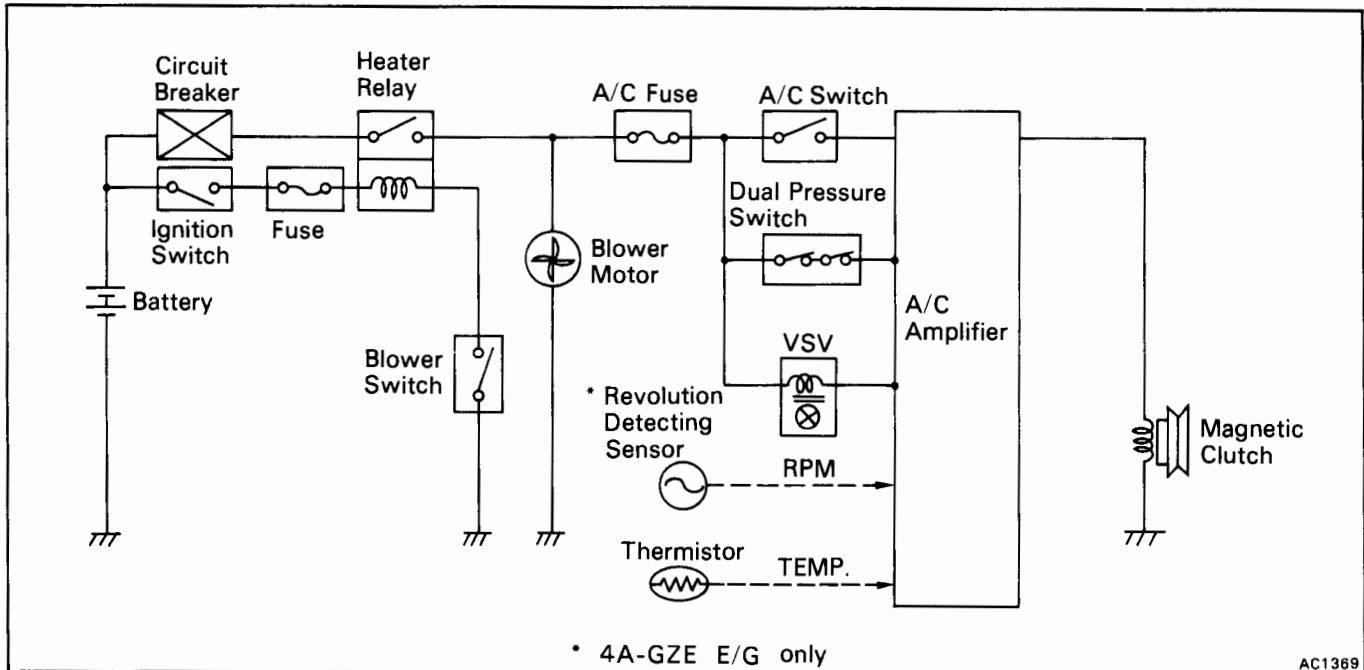 Circuit
Breaker
Heater
Relay
A/C Fuse
A/C Switch
Ignition
Switch
Fuse
Dual Pressure
Switch
Blower
Motor
Battery
A/C
Amplifier
Blower
Switch
VSV
* Revolution
Detecting
Sensor
Magnetic
Clutch
RPM
Thermistor
TEMP.
* 4A-GZE E/G only
AC1369